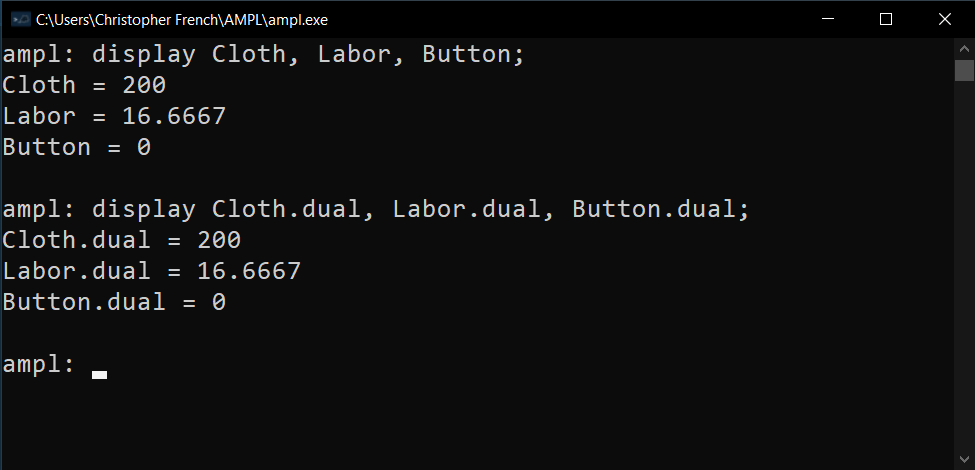 C:\Users\Christopher French\AMPL\ampl.exe
ampl: display Cloth, Labor, Button;
Cloth = 200
Labor = 16.6667
Button = 0
ampl: display Cloth.dual, Labor.dual, Button.dual;
Cloth.dual = 200
Labor.dual = 16.6667
Button.dual = 0
ampl: